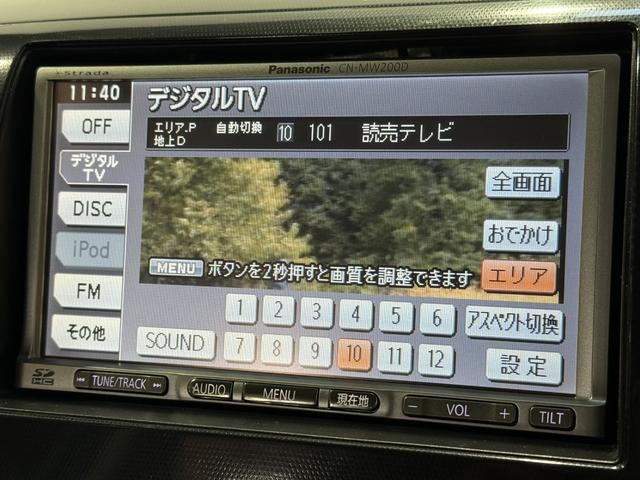 Strada
Panasonic CN-MW200D
11:40
デジタルTV
OFF
エリア.P 自動切換 10 101 読売テレビ
地上D
デジタル
TV
全画面
DISC
おでかけ
iPod
MENU ボタンを2秒押すと画質を調整できます
エリア
FM
1 2 3 4 5 6 アスペクト切換
その他
SOUND 7 8 9 10 11 12 設定
SD
HC
TUNE/TRACK
AUDIO
MENU
現在地
− VOL +
TILT